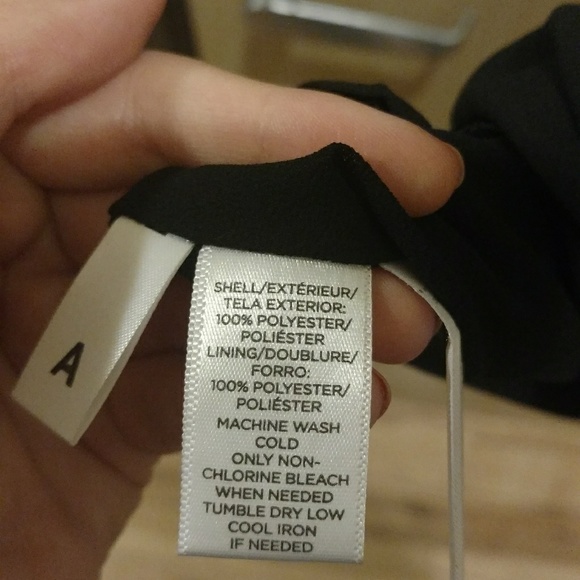 A
SHELL/EXTÉRIEUR/
TELA EXTERIOR:
100% POLYESTER/
POLIÉSTER
LINING/DOUBLURE/
FORRO:
100% POLYESTER/
POLIÉSTER
MACHINE WASH
COLD
ONLY NON-
CHLORINE BLEACH
WHEN NEEDED
TUMBLE DRY LOW
COOL IRON
IF NEEDED